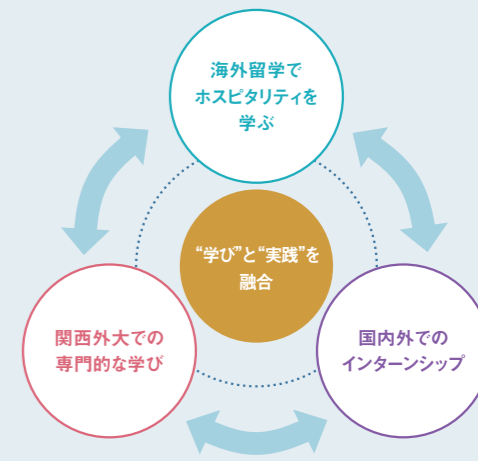 海外留学で
ホスピタリティを
学ぶ
“学び”と“実践”を
融合
関西外大での
専門的な学び
国内外での
インターンシップ